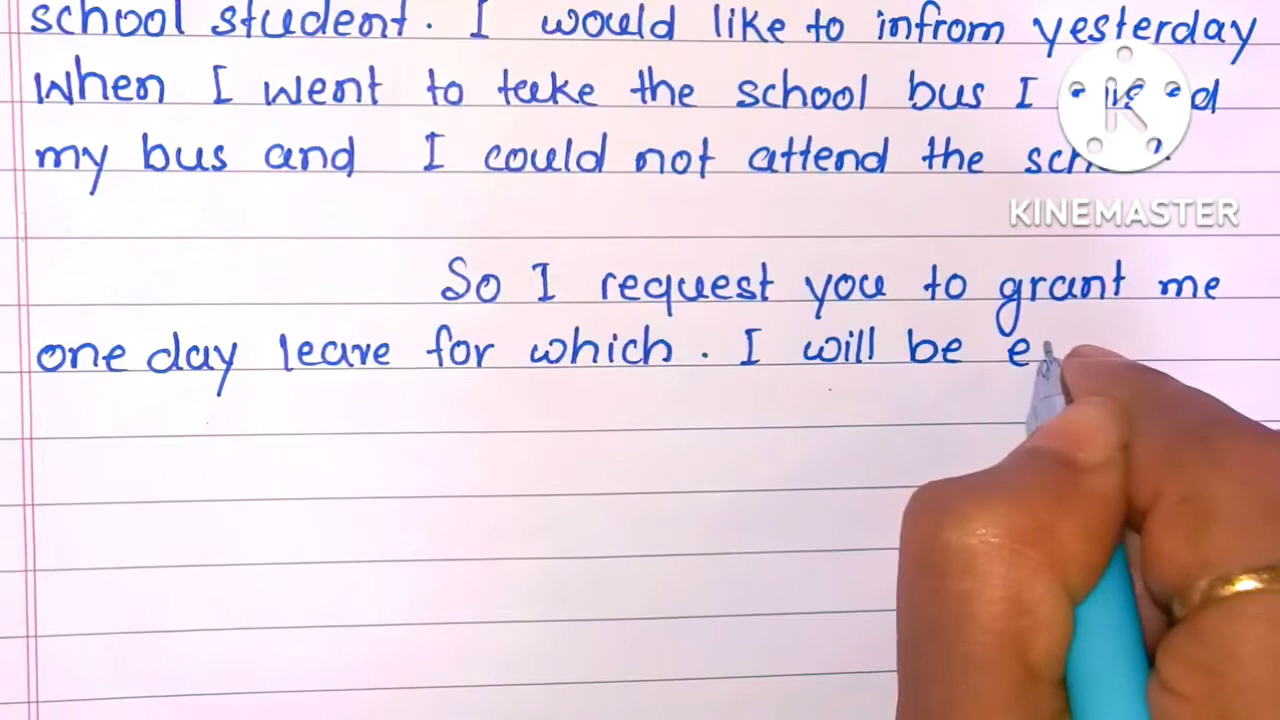 school student. I would like to infrom yesterday
When I went to take the school bus I
my bus and I could not attend the
KINEMASTER
So I request you to grant me
one day leave for which. I will be e